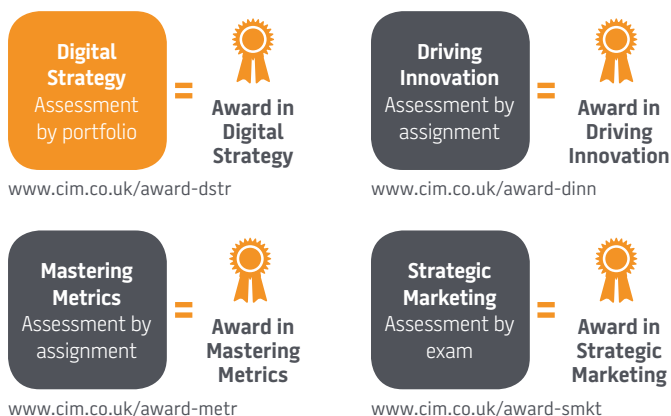 Digital
Strategy
Assessment
by portfolio
=
Award in
Digital
Strategy
www.cim.co.uk/award-dstr
Driving
Innovation
Assessment by
assignment
=
Award in
Driving
Innovation
www.cim.co.uk/award-dinn
Mastering
Metrics
Assessment by
assignment
=
Award in
Mastering
Metrics
www.cim.co.uk/award-metr
Strategic
Marketing
Assessment by
exam
=
Award in
Strategic
Marketing
www.cim.co.uk/award-smkt